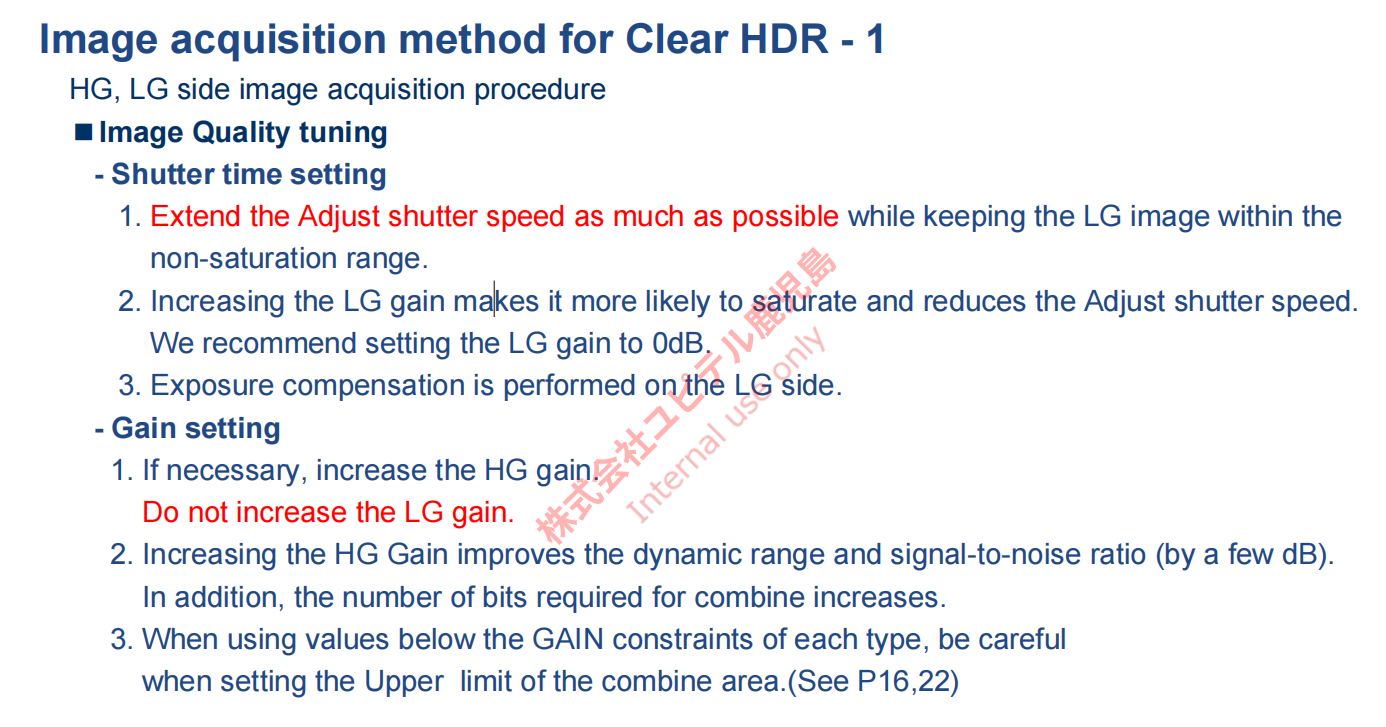 Image acquisition method for Clear HDR - 1
HG, LG side image acquisition procedure
■ Image Quality tuning
- Shutter time setting
1. Extend the Adjust shutter speed as much as possible while keeping the LG image within the
non-saturation range.
2. Increasing the LG gain makes it more likely to saturate and reduces the Adjust shutter speed.
We recommend setting the LG gain to 0dB.
3. Exposure compensation is performed on the LG side.
- Gain setting
1. If necessary, increase the HG gain.
Do not increase the LG gain.
2. Increasing the HG Gain improves the dynamic range and signal-to-noise ratio (by a few dB).
In addition, the number of bits required for combine increases.
3. When using values below the GAIN constraints of each type, be careful
when setting the Upper  limit of the combine area.(See P16,22)
株式会社ユピテル鹿児島
Internal use only